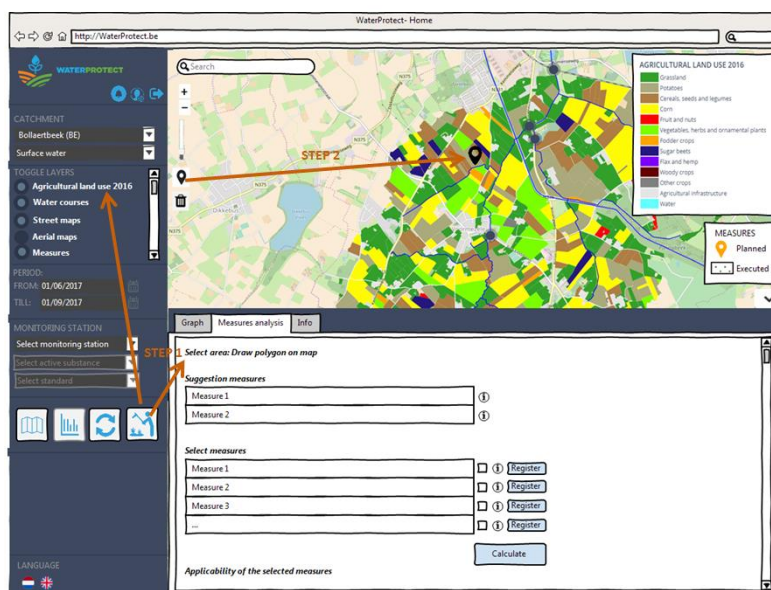 WaterProtect- Home
http://WaterProtect.be
WATERPROTECT
CATCHMENT
Bollaertbeek (BE)
Surface water
TOGGLE LAYERS
Agricultural land use 2016
Water courses
Street maps
Aerial maps
Measures
PERIOD:
FROM: 01/06/2017
TILL: 01/09/2017
MONITORING STATION
Select monitoring station
Select active substance
Select standard
LANGUAGE
Search
STEP 2
N375
N375
Dikkebus
AGRICULTURAL LAND USE 2016
Grassland
Potatoes
Cereals, seeds and legumes
Corn
Fruit and nuts
Vegetables, herbs and ornamental plants
Fodder crops
Sugar beets
Flax and hemp
Woody crops
Other crops
Agricultural infrastructure
Water
MEASURES
Planned
Executed
Graph
Measures analysis
Info
STEP 1
Select area: Draw polygon on map
Suggestion measures
Measure 1
Measure 2
Select measures
Measure 1 Register
Measure 2 Register
Measure 3 Register
... Register
Calculate
Applicability of the selected measures